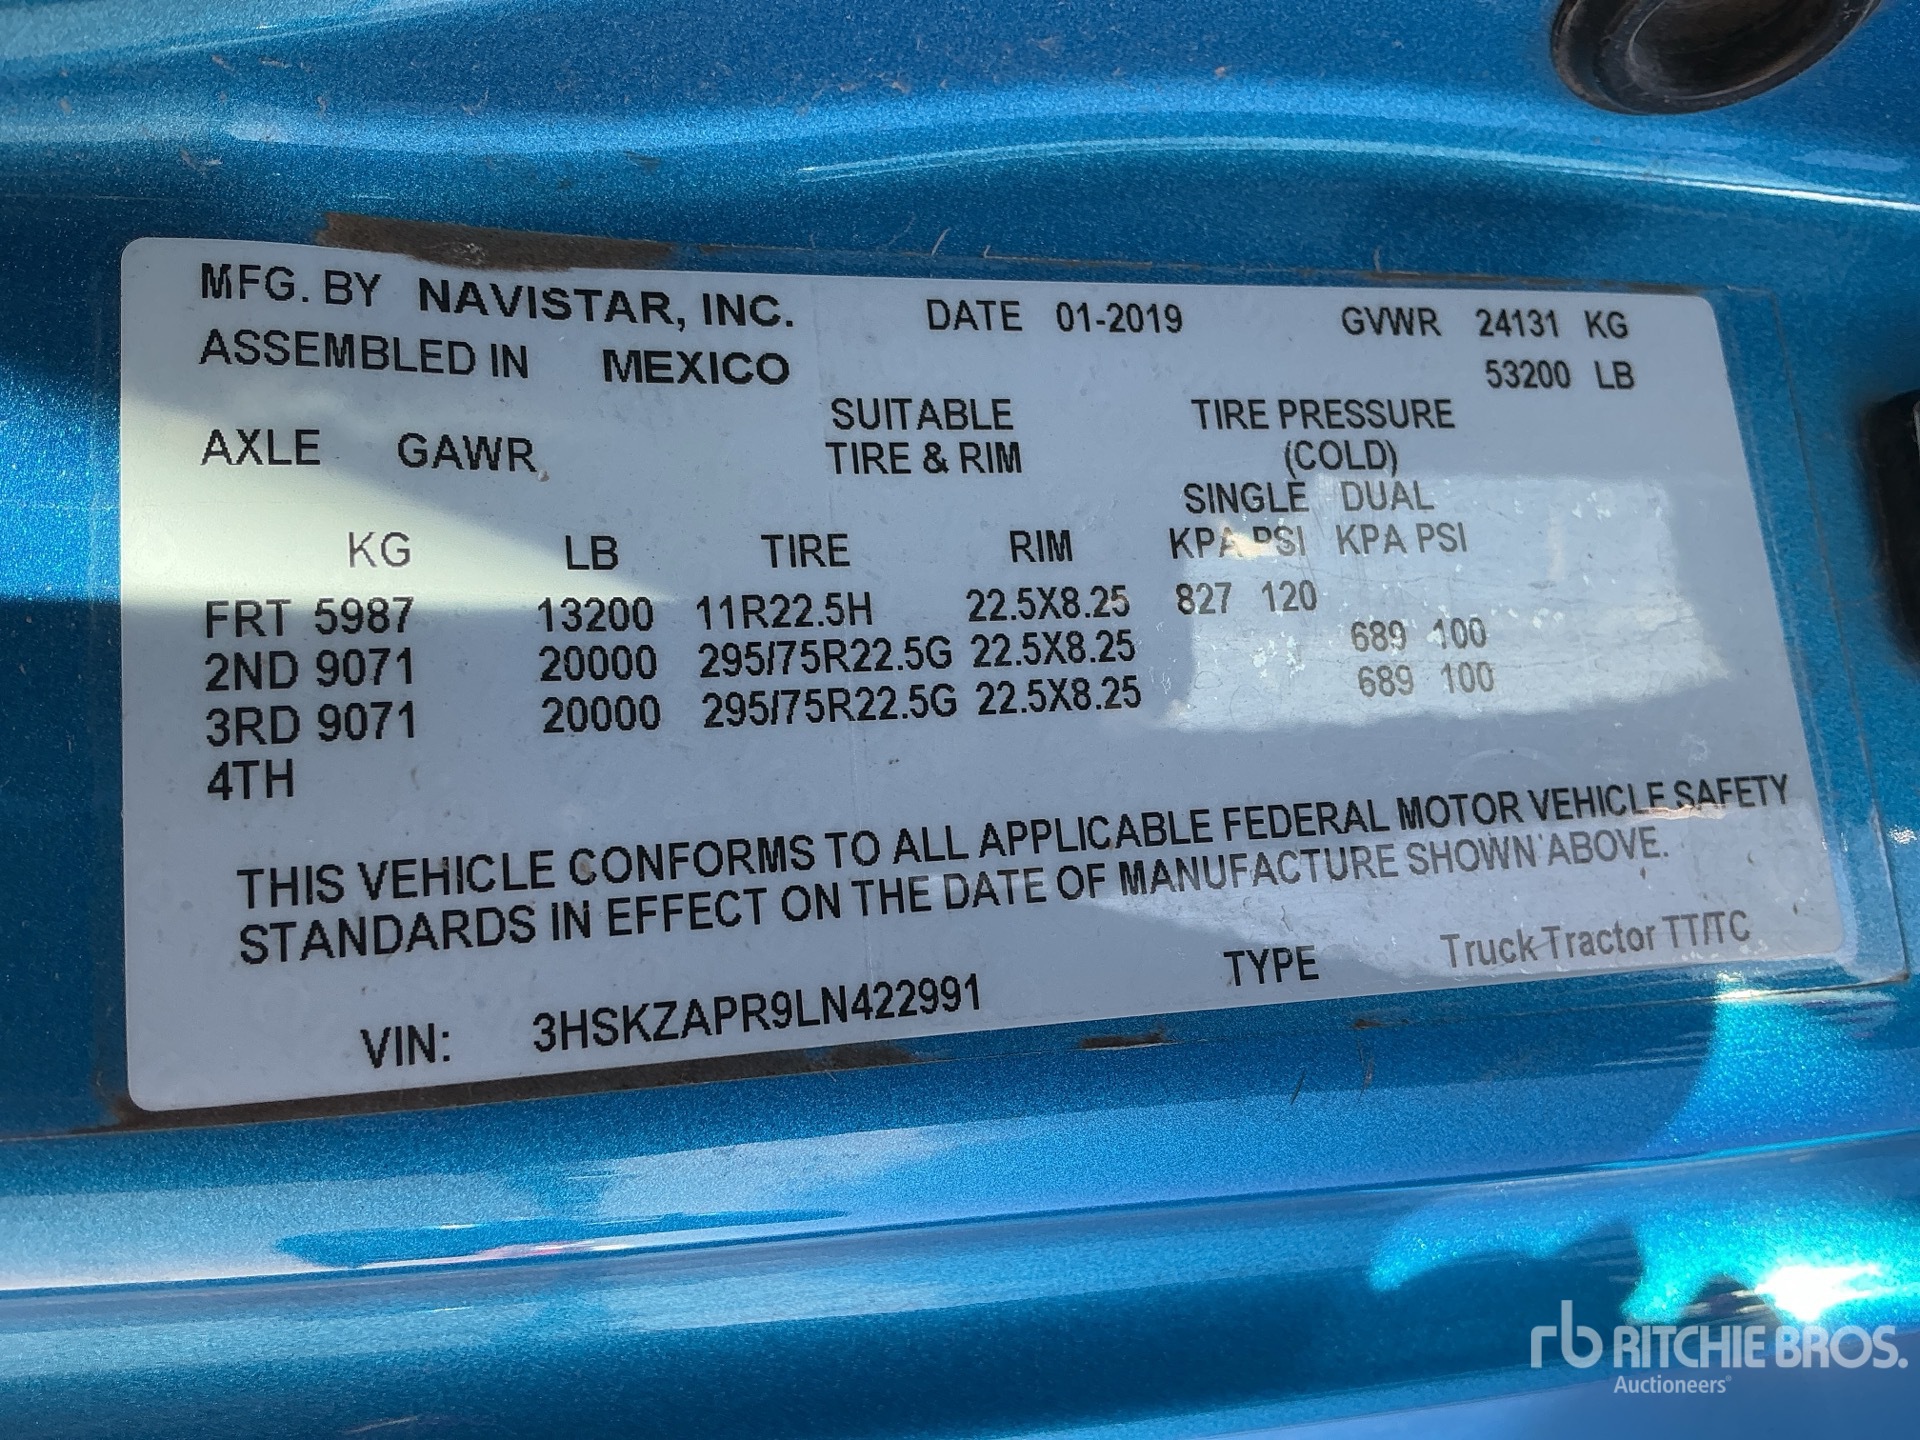 MFG. BY NAVISTAR, INC. DATE 01-2019 GVWR 24131 KG
ASSEMBLED IN MEXICO 53200 LB
SUITABLE TIRE PRESSURE
AXLE GAWR TIRE & RIM (COLD)
SINGLE DUAL
KG LB TIRE RIM KPA PSI KPA PSI
FRT 5987 13200 11R22.5H 22.5X8.25 827 120
2ND 9071 20000 295/75R22.5G 22.5X8.25 689 100
3RD 9071 20000 295/75R22.5G 22.5X8.25 689 100
4TH
THIS VEHICLE CONFORMS TO ALL APPLICABLE FEDERAL MOTOR VEHICLE SAFETY
STANDARDS IN EFFECT ON THE DATE OF MANUFACTURE SHOWN ABOVE.
VIN: 3HSKZAPR9LN422991 TYPE Truck-Tractor TT/TC
rb RITCHIE BROS.
Auctioneers